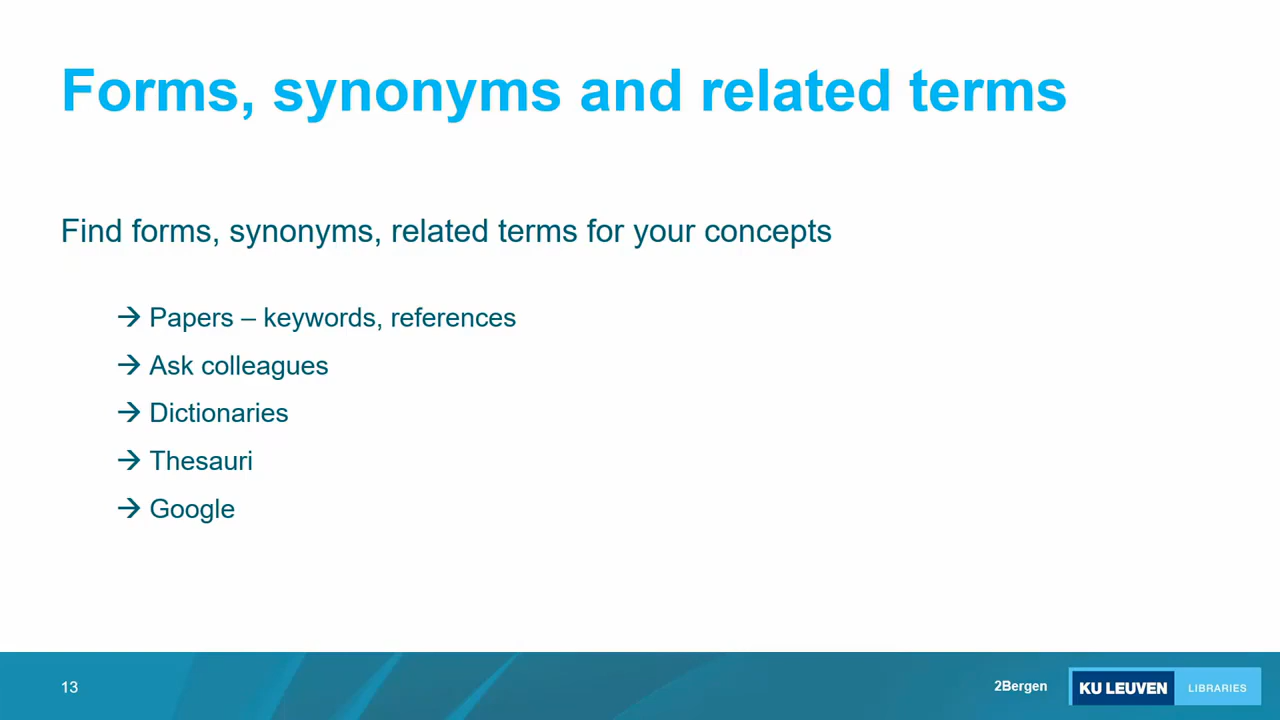 Forms, synonyms and related terms
Find forms, synonyms, related terms for your concepts
→ Papers – keywords, references
→ Ask colleagues
→ Dictionaries
→ Thesauri
→ Google
13
2Bergen
KU LEUVEN LIBRARIES